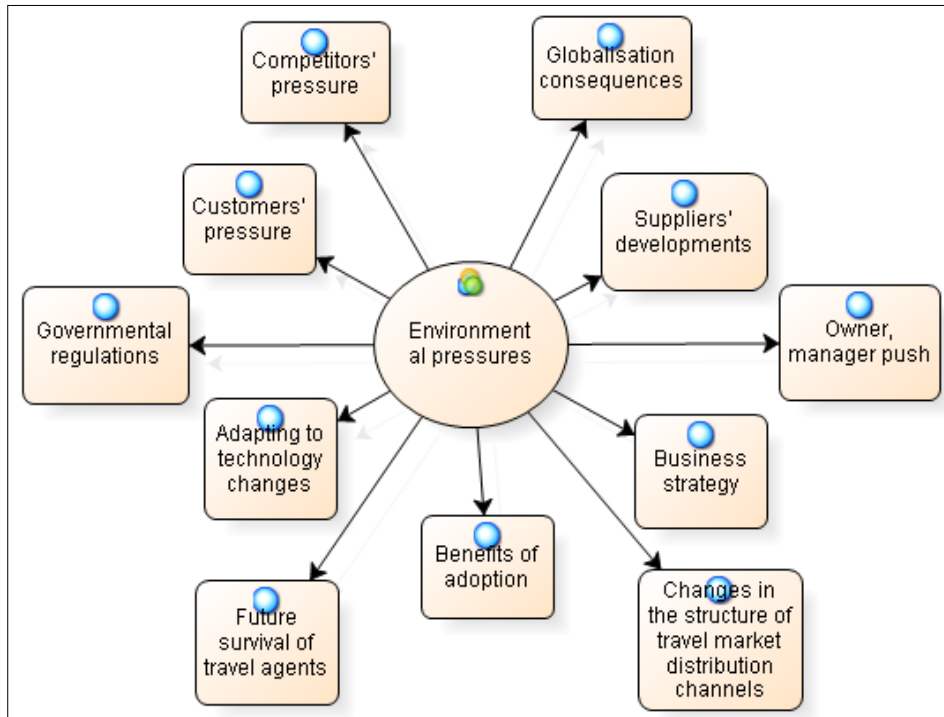 Competitors'
pressure
Globalisation
consequences
Customers'
pressure
Suppliers'
developments
Governmental
regulations
Environment
al pressures
Owner,
manager push
Adapting to
technology
changes
Business
strategy
Benefits of
adoption
Future
survival of
travel agents
Changes in
the structure of
travel market
distribution
channels